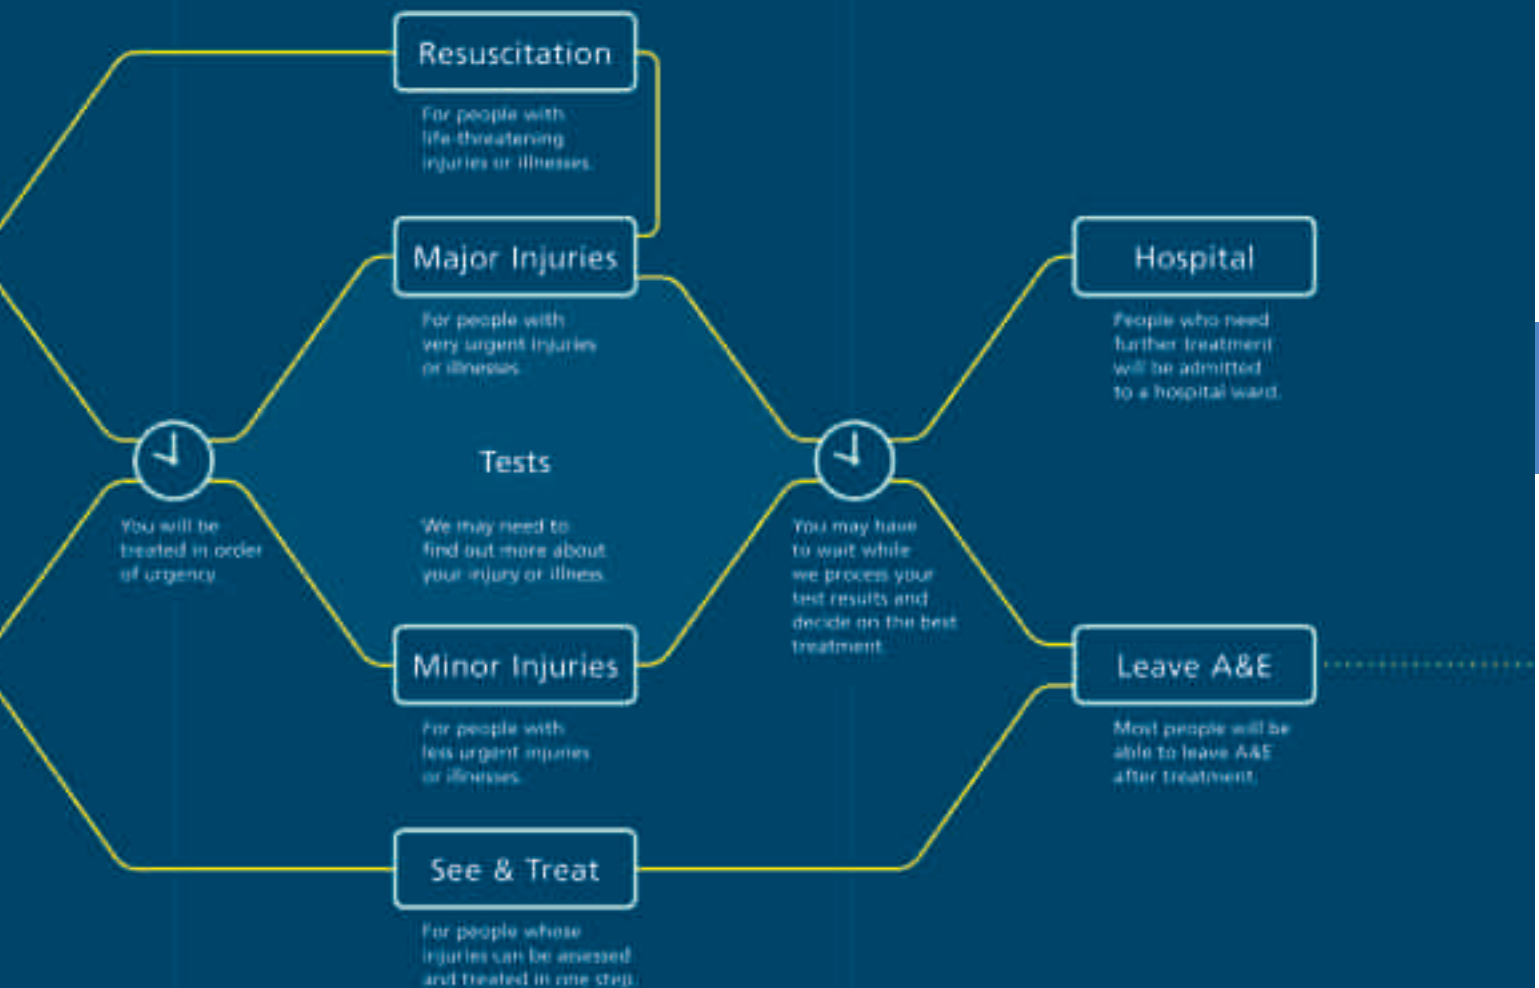 Resuscitation
For people with
life-threatening
injuries or illnesses.
Major Injuries
For people with
very urgent injuries
or illnesses.
Hospital
People who need
further treatment
will be admitted
to a hospital ward.
You will be
treated in order
of urgency.
Tests
We may need to
find out more about
your injury or illness.
You may have
to wait while
we process your
test results and
decide on the best
treatment.
Minor Injuries
For people with
less urgent injuries
or illnesses.
Leave A&E
Most people will be
able to leave A&E
after treatment.
See & Treat
For people whose
injuries can be assessed
and treated in one step.